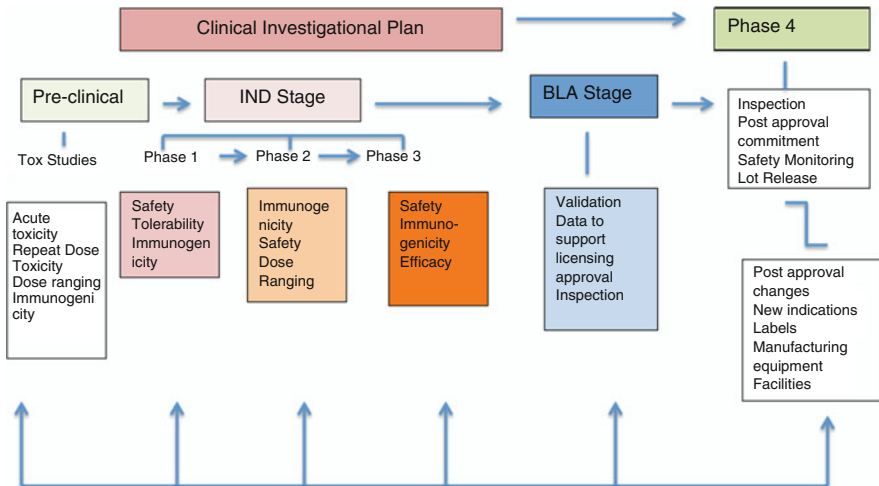 Clinical Investigational Plan
Phase 4
Pre-clinical
IND Stage
BLA Stage
Inspection
Post approval
commitment
Safety Monitoring
Lot Release
Tox Studies
Phase 1
Phase 2
Phase 3
Acute
toxicity
Repeat Dose
Toxicity
Dose ranging
Immunogeni
city
Safety
Tolerability
Immunogen
icity
Immunoge
nicity
Safety
Dose
Ranging
Safety
Immuno-
genicity
Efficacy
Validation
Data to
support
licensing
approval
Inspection
Post approval
changes
New indications
Labels
Manufacturing
equipment
Facilities